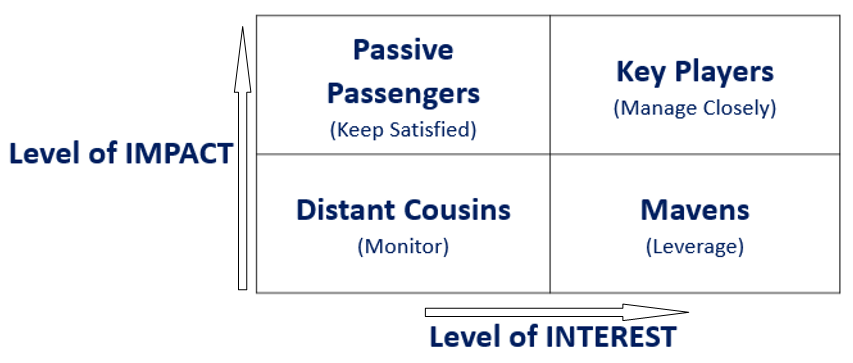 Passive
Passengers
(Keep Satisfied)
Key Players
(Manage Closely)
Level of IMPACT
Distant Cousins
(Monitor)
Mavens
(Leverage)
Level of INTEREST